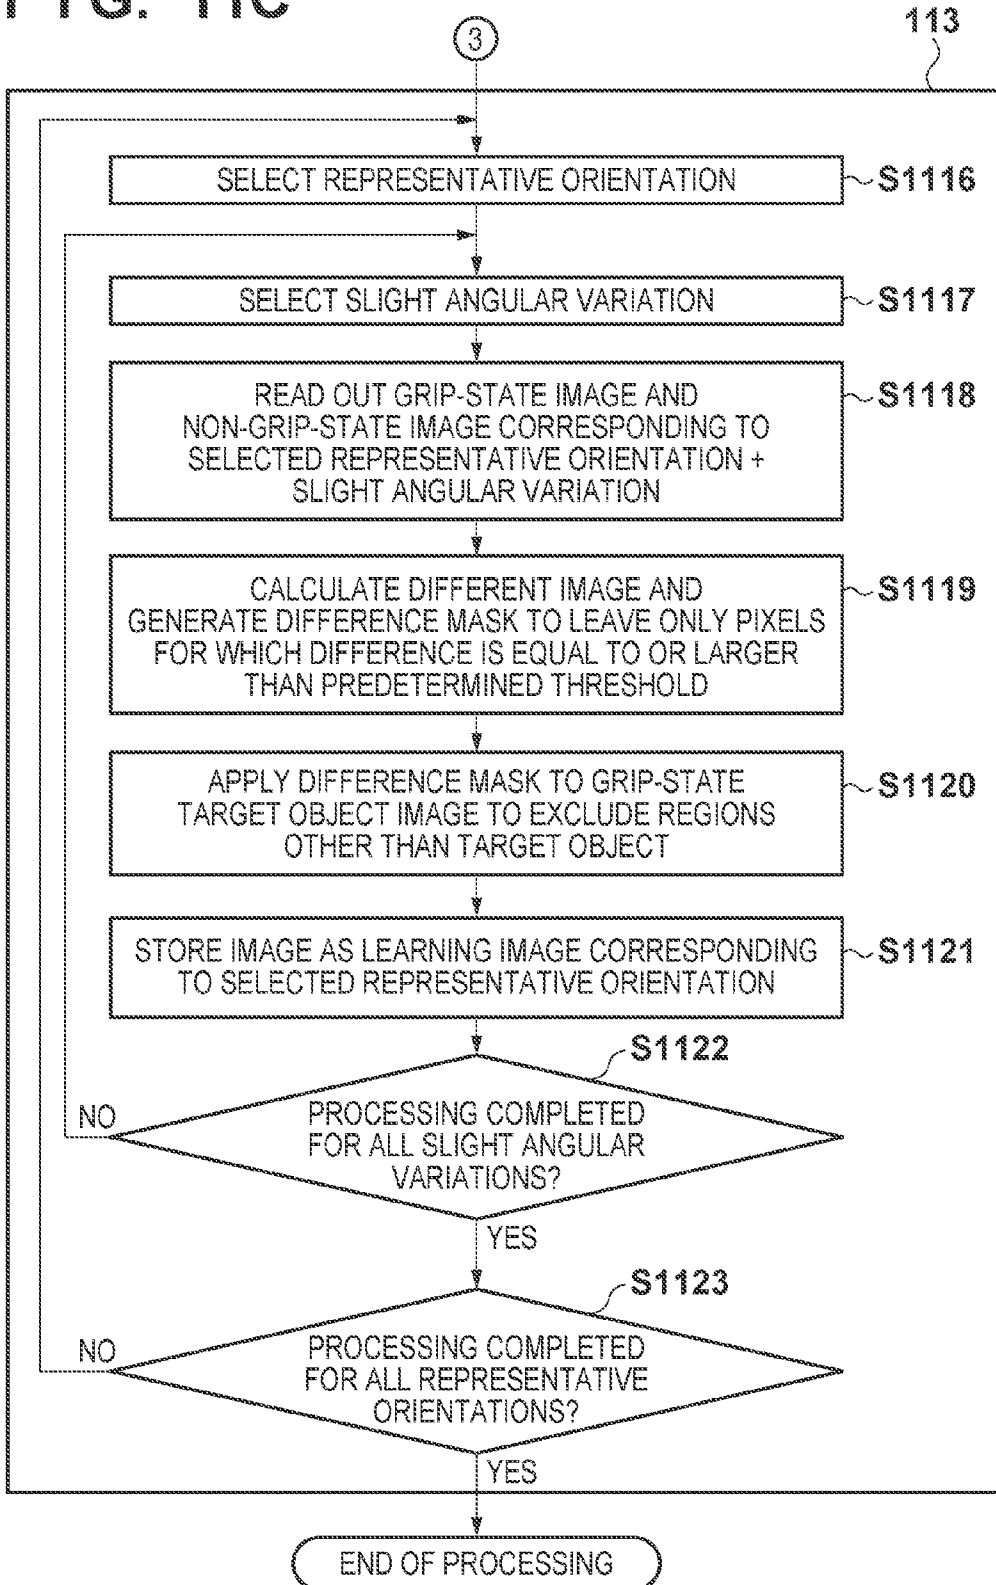 FIG. 11C
3
113
SELECT REPRESENTATIVE ORIENTATION
S1116
SELECT SLIGHT ANGULAR VARIATION
S1117
READ OUT GRIP-STATE IMAGE AND
NON-GRIP-STATE IMAGE CORRESPONDING TO
SELECTED REPRESENTATIVE ORIENTATION +
SLIGHT ANGULAR VARIATION
S1118
CALCULATE DIFFERENT IMAGE AND
GENERATE DIFFERENCE MASK TO LEAVE ONLY PIXELS
FOR WHICH DIFFERENCE IS EQUAL TO OR LARGER
THAN PREDETERMINED THRESHOLD
S1119
APPLY DIFFERENCE MASK TO GRIP-STATE
TARGET OBJECT IMAGE TO EXCLUDE REGIONS
OTHER THAN TARGET OBJECT
S1120
STORE IMAGE AS LEARNING IMAGE CORRESPONDING
TO SELECTED REPRESENTATIVE ORIENTATION
S1121
S1122
NO
PROCESSING COMPLETED
FOR ALL SLIGHT ANGULAR
VARIATIONS?
YES
S1123
NO
PROCESSING COMPLETED
FOR ALL REPRESENTATIVE
ORIENTATIONS?
YES
END OF PROCESSING